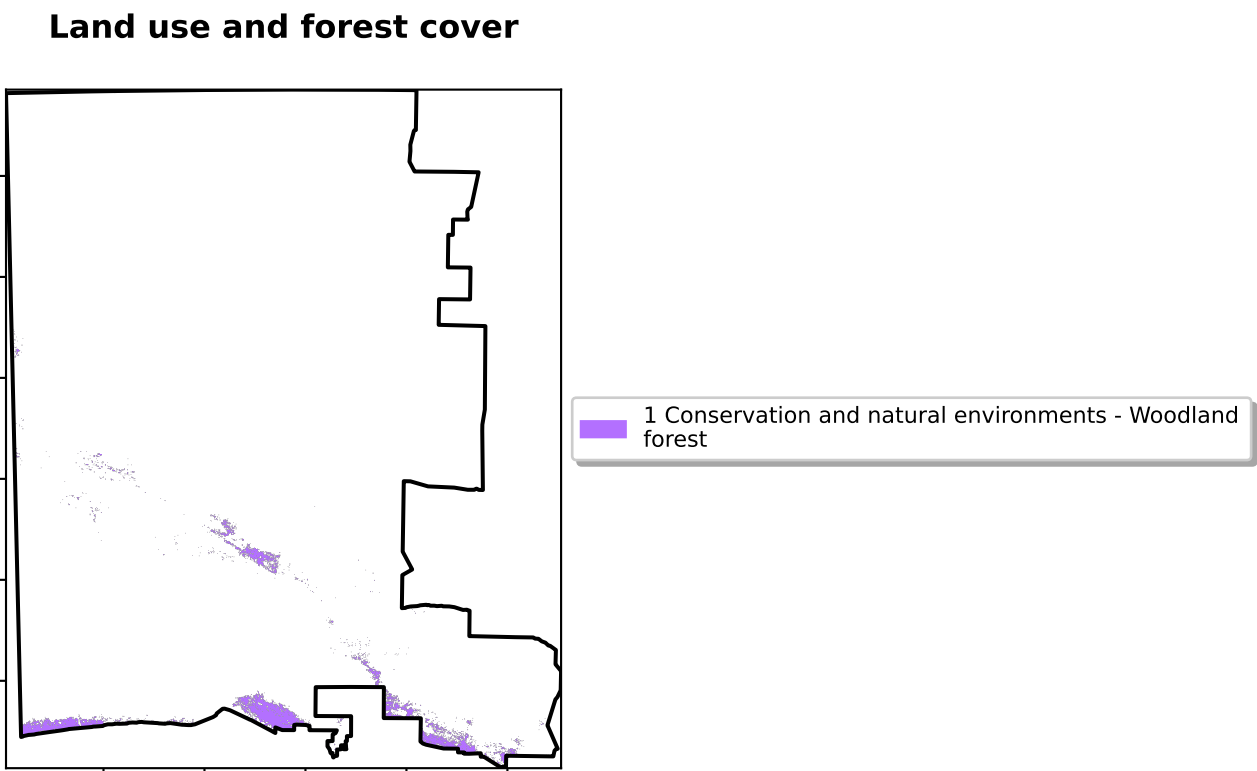 Land use and forest cover
1 Conservation and natural environments - Woodland
forest